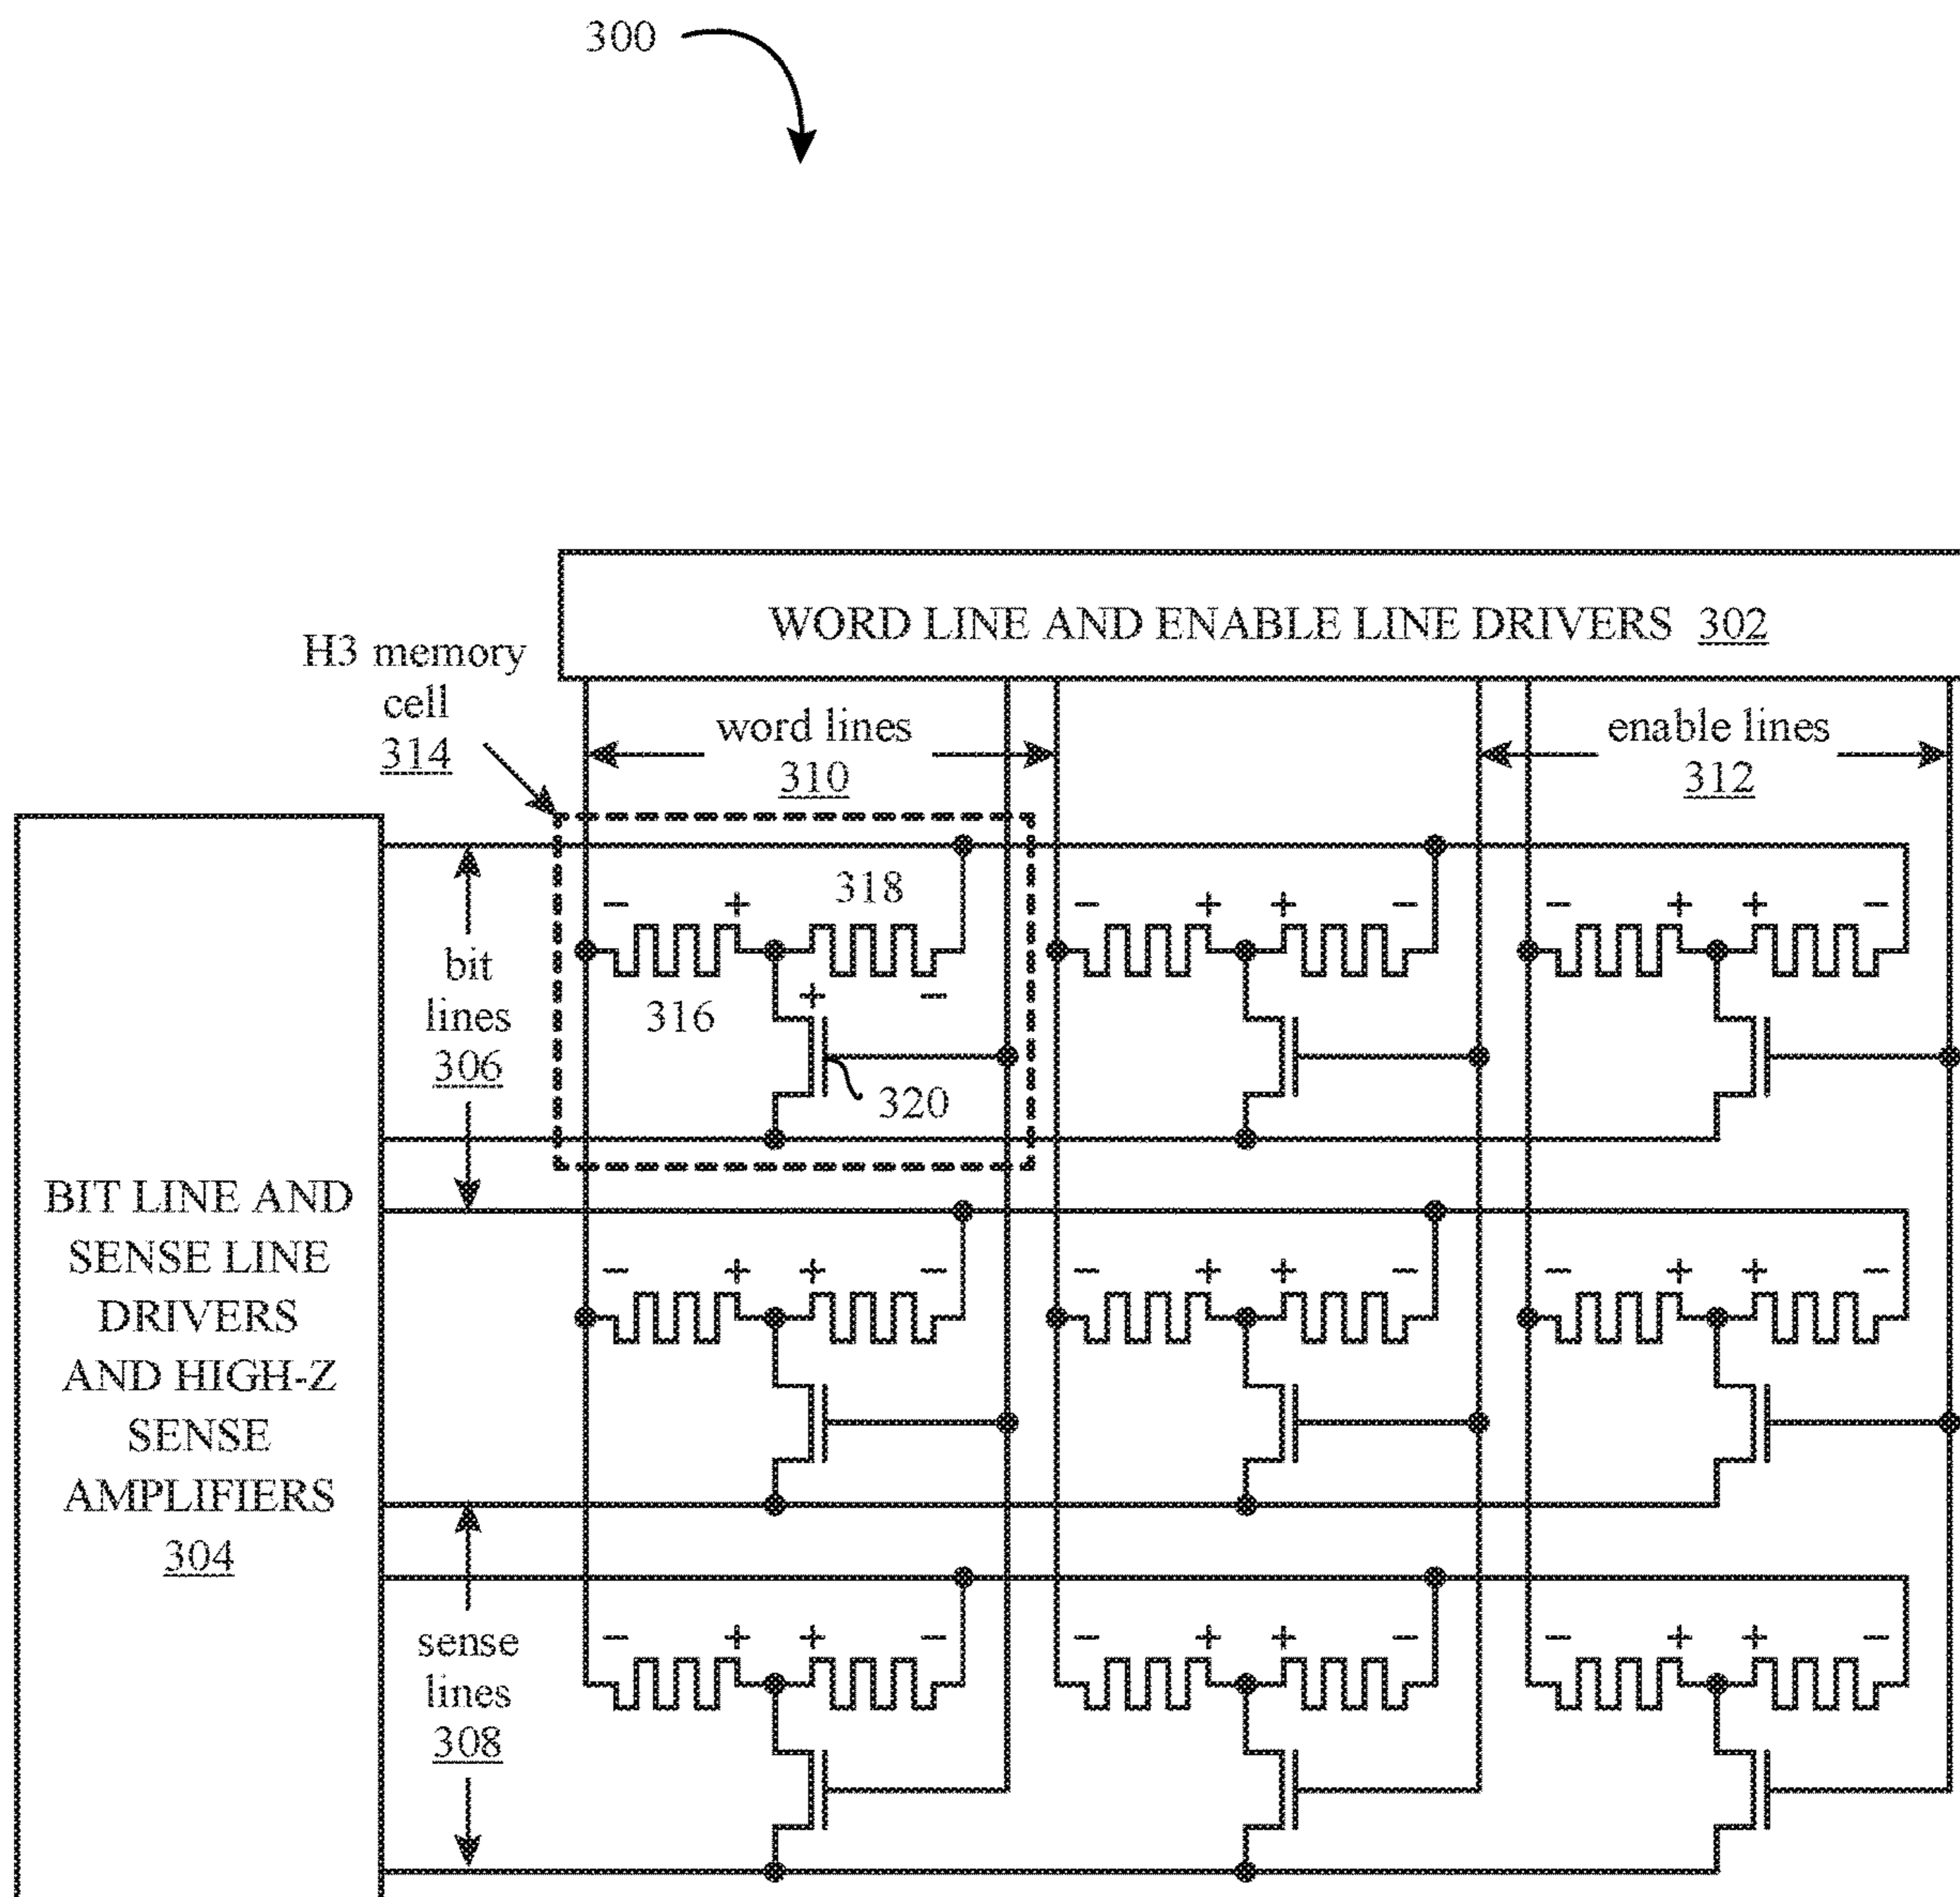 300
WORD LINE AND ENABLE LINE DRIVERS 302
H3 memory
cell
314
word lines
310
enable lines
312
bit
lines
306
- + 318
316 + -
320
- + + -
- + + -
BIT LINE AND
SENSE LINE
DRIVERS
AND HIGH-Z
SENSE
AMPLIFIERS
304
- + + -
- + + -
- + + -
sense
lines
308
- + + -
- + + -
- + + -